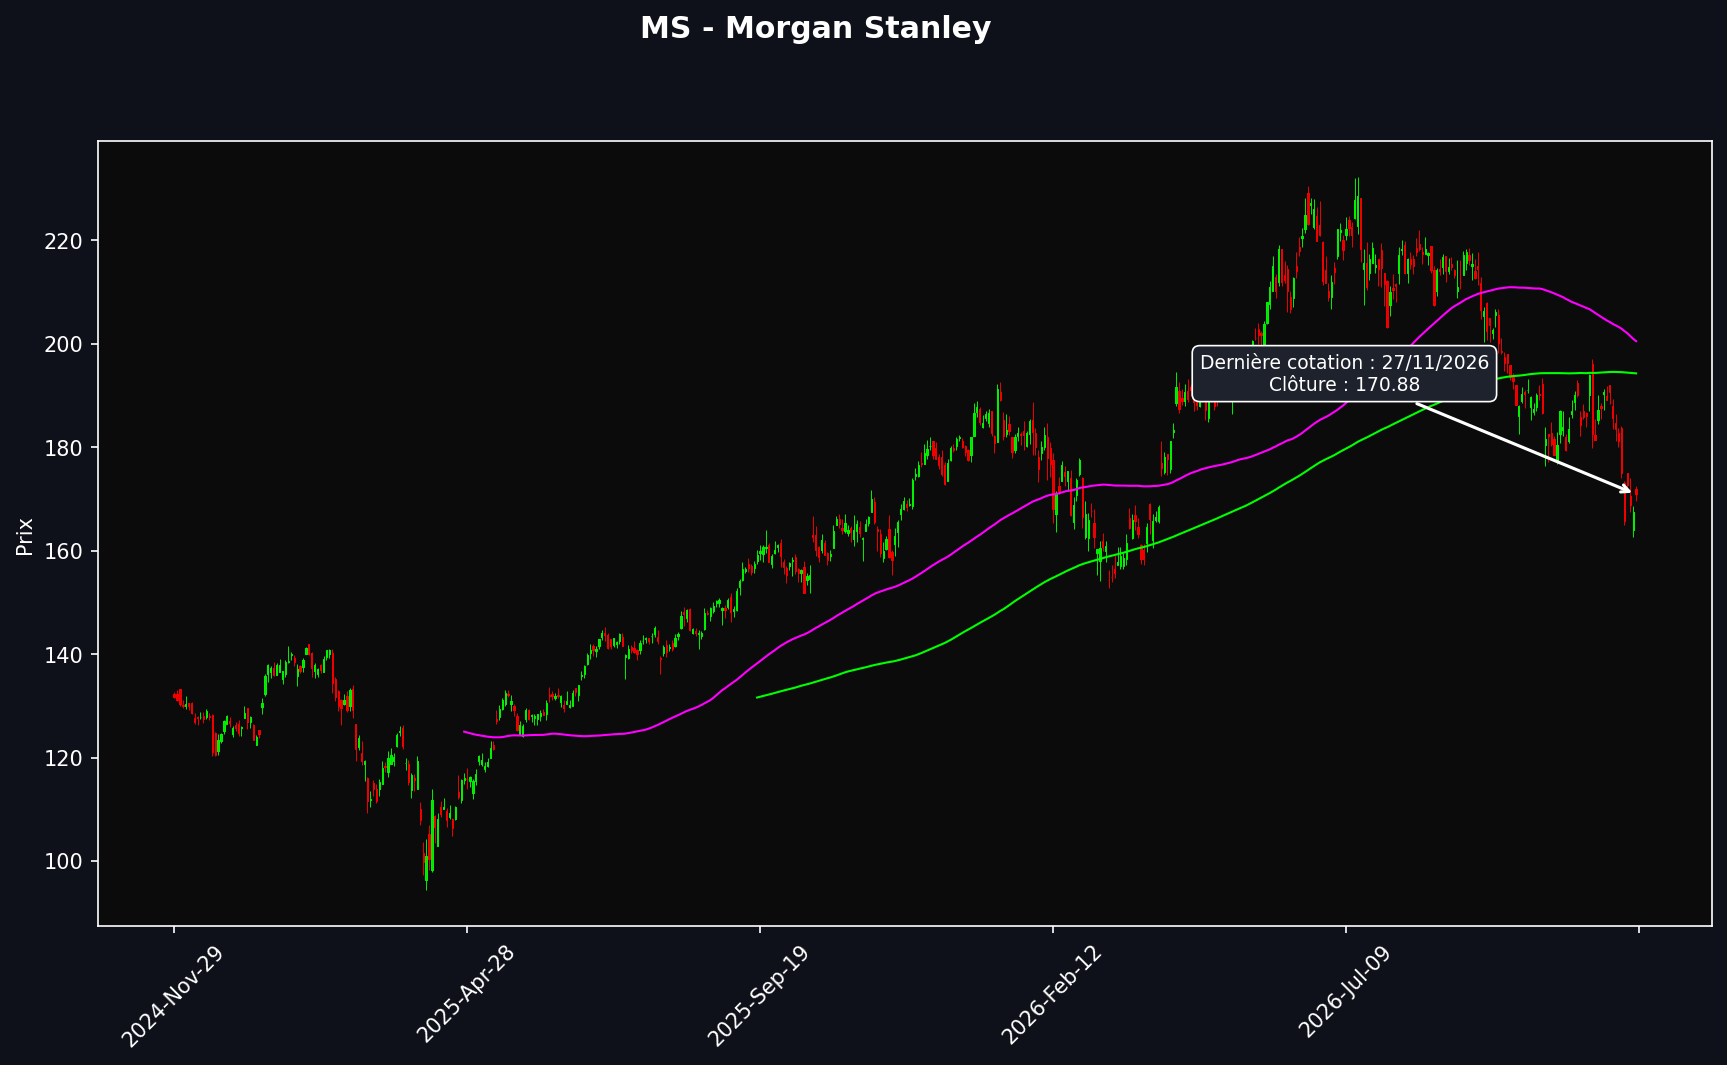 MS - Morgan Stanley
Prix
220
200
180
160
140
120
100
Dernière cotation : 27/11/2026
Clôture : 170.88
2024-Nov-29
2025-Apr-28
2025-Sep-19
2026-Feb-12
2026-Jul-09